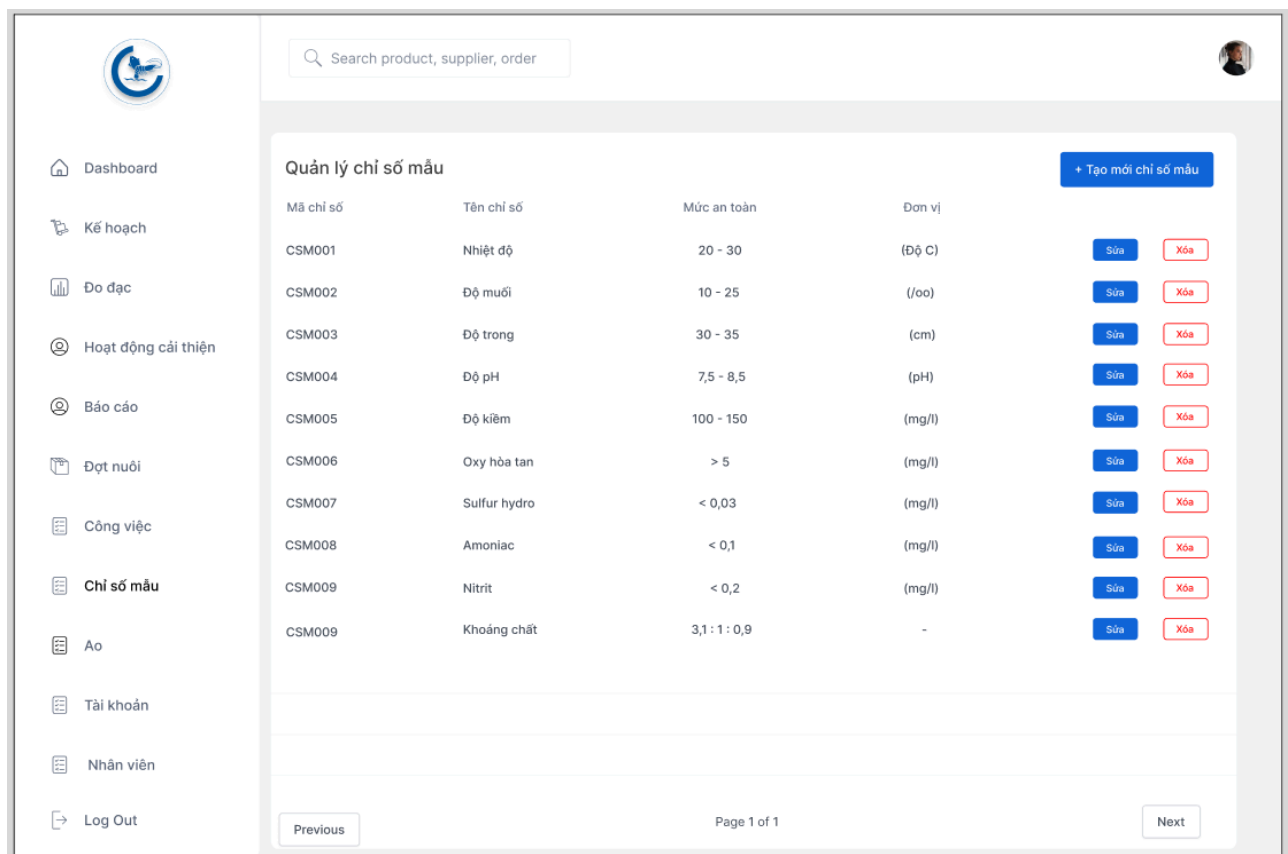 Search product, supplier, order
Dashboard
Kế hoạch
Đo đạc
Hoạt động cải thiện
Báo cáo
Đợt nuôi
Công việc
Chỉ số mẫu
Ao
Tài khoản
Nhân viên
Log Out
Quản lý chỉ số mẫu
+ Tạo mới chỉ số mẫu
Mã chỉ số Tên chỉ số Mức an toàn Đơn vị
CSM001 Nhiệt độ 20 - 30 (Độ C) Sửa Xóa
CSM002 Độ muối 10 - 25 (/oo) Sửa Xóa
CSM003 Độ trong 30 - 35 (cm) Sửa Xóa
CSM004 Độ pH 7,5 - 8,5 (pH) Sửa Xóa
CSM005 Độ kiềm 100 - 150 (mg/l) Sửa Xóa
CSM006 Oxy hòa tan > 5 (mg/l) Sửa Xóa
CSM007 Sulfur hydro < 0,03 (mg/l) Sửa Xóa
CSM008 Amoniac < 0,1 (mg/l) Sửa Xóa
CSM009 Nitrit < 0,2 (mg/l) Sửa Xóa
CSM009 Khoáng chất 3,1 : 1 : 0,9 - Sửa Xóa
Previous Page 1 of 1 Next